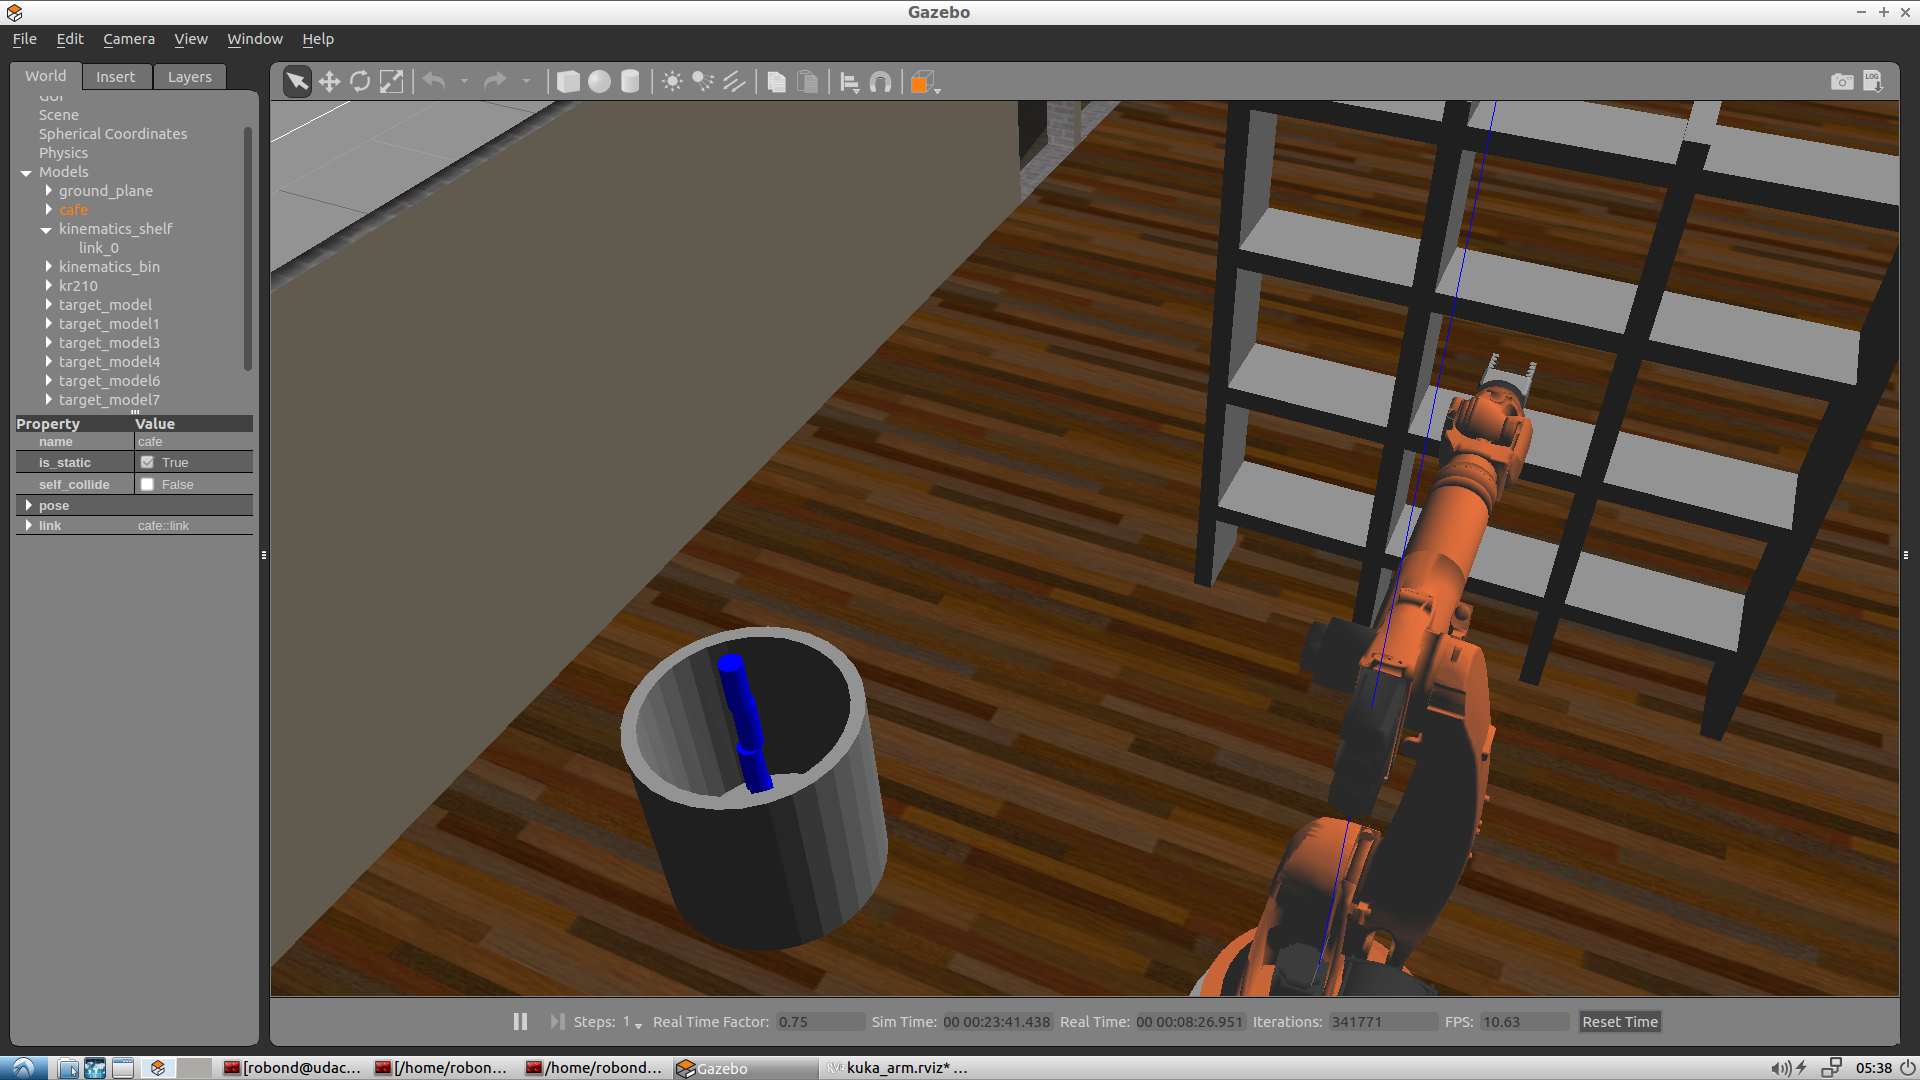 Gazebo
File Edit Camera View Window Help
World Insert Layers
GUI
Scene
Spherical Coordinates
Physics
Models
ground_plane
cafe
kinematics_shelf
link_0
kinematics_bin
kr210
target_model
target_model1
target_model3
target_model4
target_model6
target_model7
Property Value
name cafe
is_static True
self_collide False
pose
link cafe::link
LOG
Steps: 1 Real Time Factor: 0.75 Sim Time: 00 00:23:41.438 Real Time: 00 00:08:26.951 Iterations: 341771 FPS: 10.63 Reset Time
[robond@udac... [/home/robon... /home/robond... Gazebo kuka_arm.rviz* ... 05:38